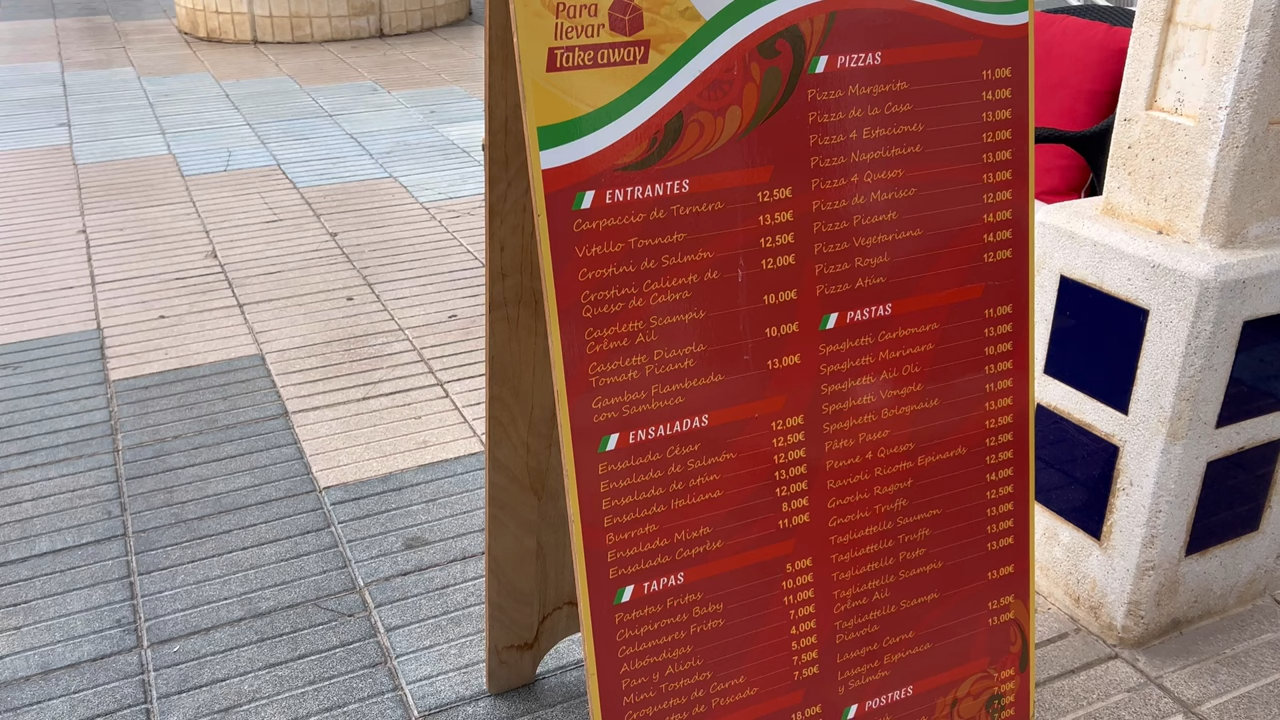 Para
llevar
Take away
ENTRANTES
Carpaccio de Ternera 12,50€
Vitello Tonnato 13,50€
Crostini de Salmón 12,50€
Crostini Caliente de 12,00€
Queso de Cabra
Casolette Scampis 10,00€
Crême Ail
Casolette Diavola 10,00€
Tomate Picante
Gambas Flambeada 13,00€
con Sambuca
ENSALADAS
Ensalada César 12,00€
Ensalada de Salmón 12,50€
Ensalada de atún 12,00€
Ensalada Italiana 13,00€
Burrata 12,00€
Ensalada Mixta 8,00€
Ensalada Caprèse 11,00€
TAPAS
Patatas Fritas 5,00€
Chipirones Baby 10,00€
Calamares Fritos 11,00€
Albóndigas 7,00€
Pan y Alioli 4,00€
Mini Tostados 5,00€
Croquetas de Carne 7,50€
de Pescado 7,50€
18,00€
PIZZAS
Pizza Margarita 11,00€
Pizza de la Casa 14,00€
Pizza 4 Estaciones 13,00€
Pizza Napolitaine 12,00€
Pizza 4 Quesos 13,00€
Pizza de Marisco 13,00€
Pizza Picante 12,00€
Pizza Vegetariana 14,00€
Pizza Royal 14,00€
Pizza Atún 12,00€
PASTAS
Spaghetti Carbonara 11,00€
Spaghetti Marinara 13,00€
Spaghetti Ail Oli 10,00€
Spaghetti Vongole 13,00€
Spaghetti Bolognaise 11,00€
Pâtes Paseo 13,00€
Penne 4 Quesos 12,50€
Ravioli Ricotta Epinards 12,50€
Gnochi Ragout 12,50€
Gnochi Truffe 14,00€
Tagliattelle Saumon 12,50€
Tagliattelle Truffe 13,00€
Tagliattelle Pesto 13,00€
Tagliattelle Scampis 13,00€
Crême Ail
Tagliattelle Scampi 13,00€
Diavola
Lasagne Carne 12,50€
Lasagne Espinaca 13,00€
y Salmón
POSTRES
7,00€
7,00€
7,00€